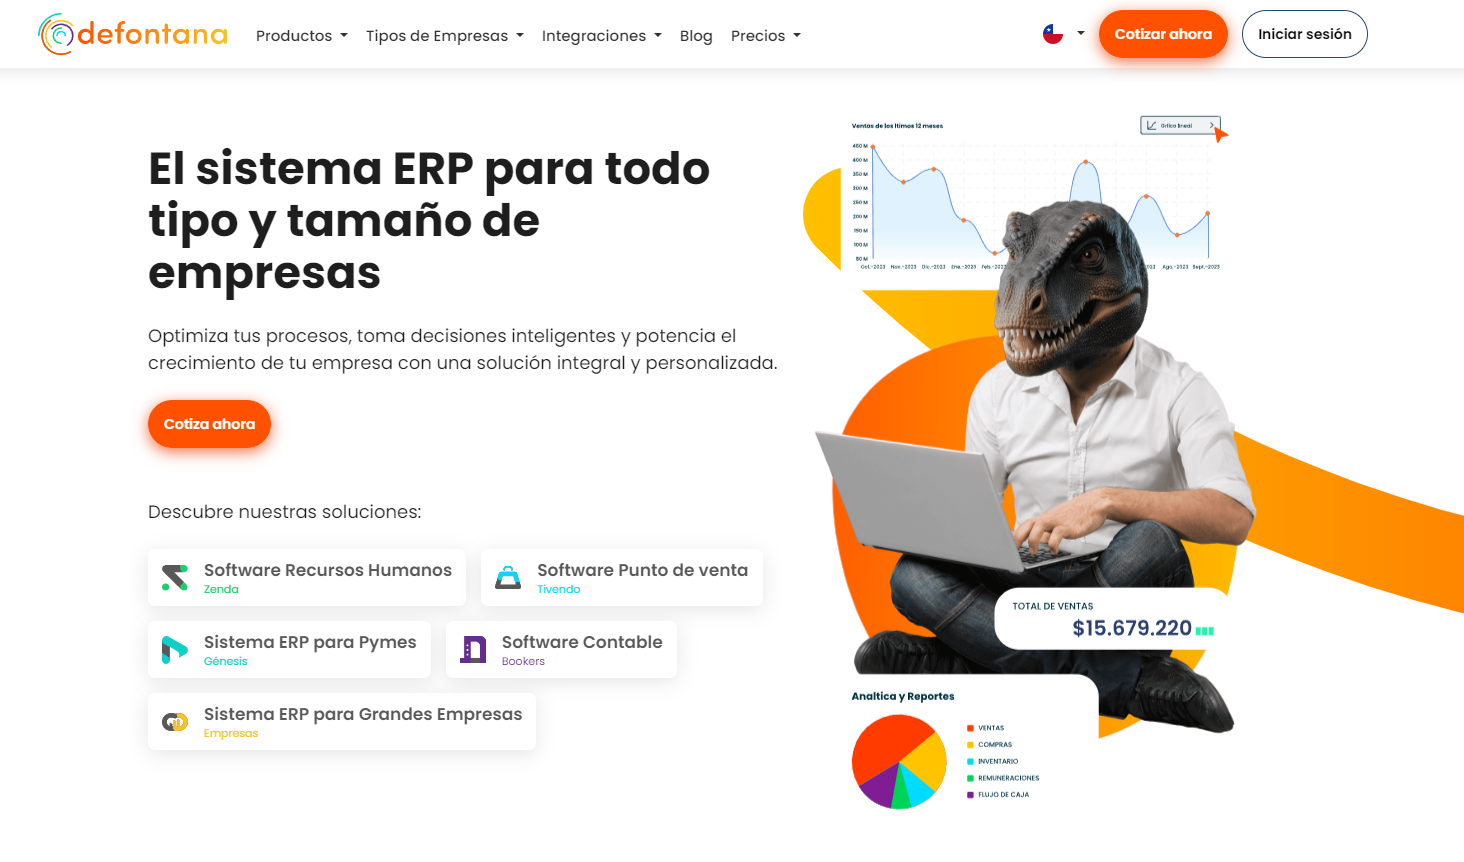 defontana
Productos
Tipos de Empresas
Integraciones
Blog
Precios
Cotizar ahora
Iniciar sesión
El sistema ERP para todo
tipo y tamaño de
empresas
Optimiza tus procesos, toma decisiones inteligentes y potencia el
crecimiento de tu empresa con una solución integral y personalizada.
Cotiza ahora
Descubre nuestras soluciones:
Software Recursos Humanos
Zenda
Software Punto de venta
Tivendo
Sistema ERP para Pymes
Génesis
Software Contable
Bookers
Sistema ERP para Grandes Empresas
Empresas
Ventas de los ltimos 12 meses
Grfico lineal
450 M
400 M
350 M
300 M
250 M
200 M
150 M
100 M
50 M
Oct.-2023
Nov.-2023
Dic.-2023
Ene.-2023
Feb.-2023
Ago.-2023
Sept.-2023
TOTAL DE VENTAS
$15.679.220
Analtica y Reportes
VENTAS
COMPRAS
INVENTARIO
REMUNERACIONES
FLUJO DE CAJA